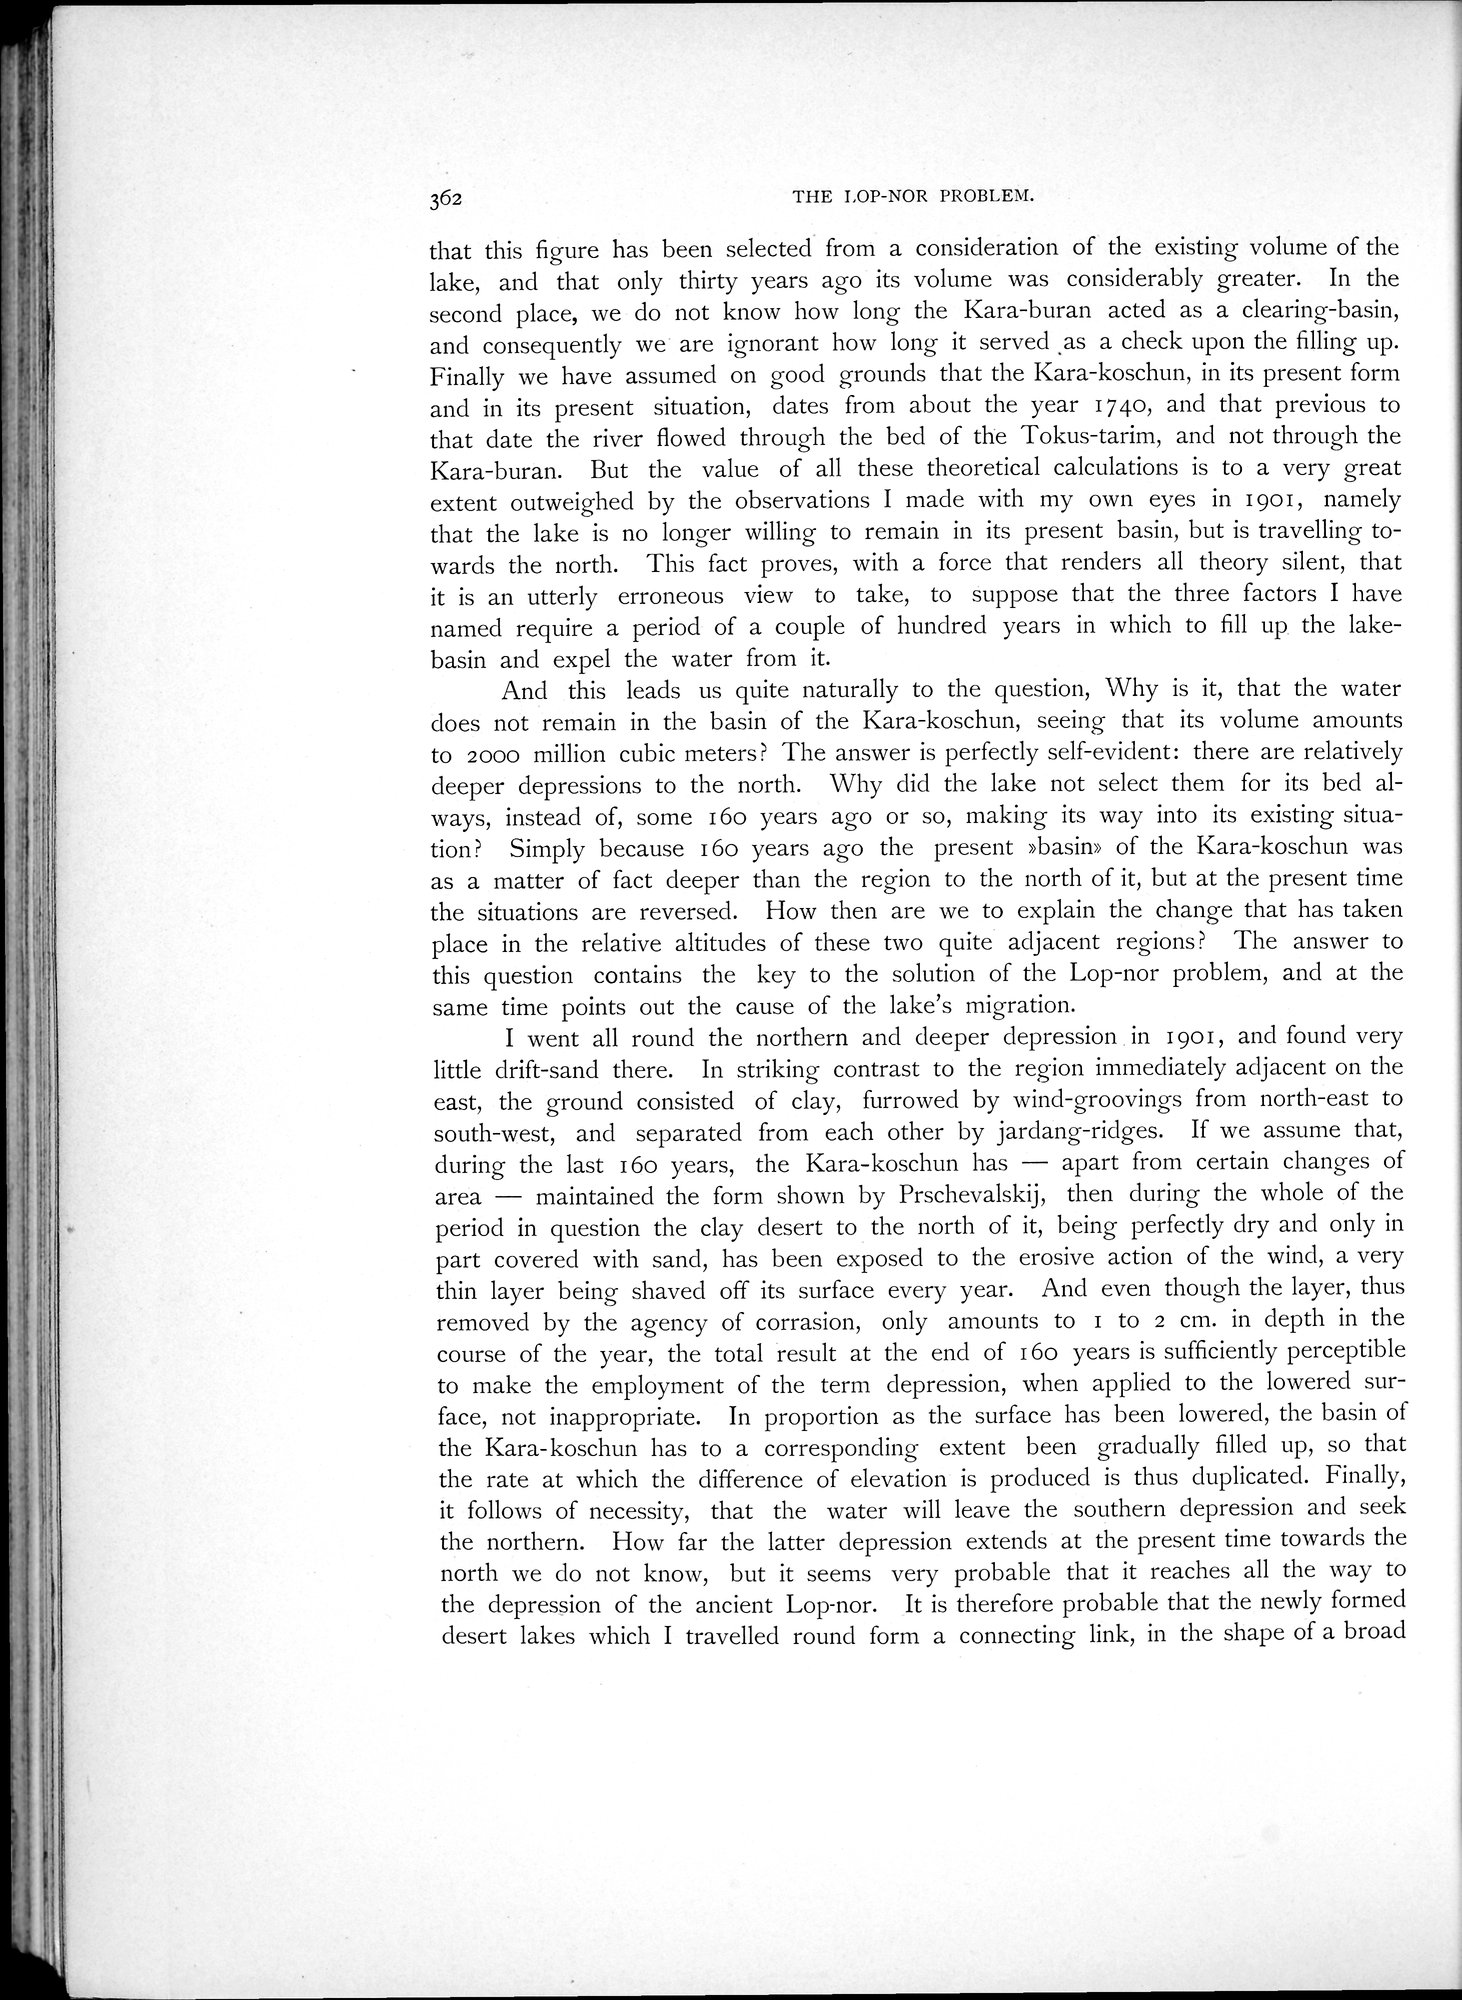 362
THE LOP-NOR PROBLEM.
that this figure has been selected from a consideration of the existing volume of the
lake, and that only thirty years ago its volume was considerably greater. In the
second place, we do not know how long the Kara-buran acted as a clearing-basin,
and consequently we are ignorant how long it served as a check upon the filling up.
Finally we have assumed on good grounds that the Kara-koschun, in its present form
and in its present situation, dates from about the year 1740, and that previous to
that date the river flowed through the bed of the Tokus-tarim, and not through the
Kara-buran. But the value of all these theoretical calculations is to a very great
extent outweighed by the observations I made with my own eyes in 1901, namely
that the lake is no longer willing to remain in its present basin, but is travelling to-
wards the north. This fact proves, with a force that renders all theory silent, that
it is an utterly erroneous view to take, to suppose that the three factors I have
named require a period of a couple of hundred years in which to fill up the lake-
basin and expel the water from it.
And this leads us quite naturally to the question, Why is it, that the water
does not remain in the basin of the Kara-koschun, seeing that its volume amounts
to 2000 million cubic meters? The answer is perfectly self-evident: there are relatively
deeper depressions to the north. Why did the lake not select them for its bed al-
ways, instead of, some 160 years ago or so, making its way into its existing situa-
tion? Simply because 160 years ago the present »basin» of the Kara-koschun was
as a matter of fact deeper than the region to the north of it, but at the present time
the situations are reversed. How then are we to explain the change that has taken
place in the relative altitudes of these two quite adjacent regions? The answer to
this question contains the key to the solution of the Lop-nor problem, and at the
same time points out the cause of the lake's migration.
I went all round the northern and deeper depression in 1901, and found very
little drift-sand there. In striking contrast to the region immediately adjacent on the
east, the ground consisted of clay, furrowed by wind-groovings from north-east to
south-west, and separated from each other by jardang-ridges. If we assume that,
during the last 160 years, the Kara-koschun has — apart from certain changes of
area — maintained the form shown by Prschevalskij, then during the whole of the
period in question the clay desert to the north of it, being perfectly dry and only in
part covered with sand, has been exposed to the erosive action of the wind, a very
thin layer being shaved off its surface every year. And even though the layer, thus
removed by the agency of corrasion, only amounts to 1 to 2 cm. in depth in the
course of the year, the total result at the end of 160 years is sufficiently perceptible
to make the employment of the term depression, when applied to the lowered sur-
face, not inappropriate. In proportion as the surface has been lowered, the basin of
the Kara-koschun has to a corresponding extent been gradually filled up, so that
the rate at which the difference of elevation is produced is thus duplicated. Finally,
it follows of necessity, that the water will leave the southern depression and seek
the northern. How far the latter depression extends at the present time towards the
north we do not know, but it seems very probable that it reaches all the way to
the depression of the ancient Lop-nor. It is therefore probable that the newly formed
desert lakes which I travelled round form a connecting link, in the shape of a broad